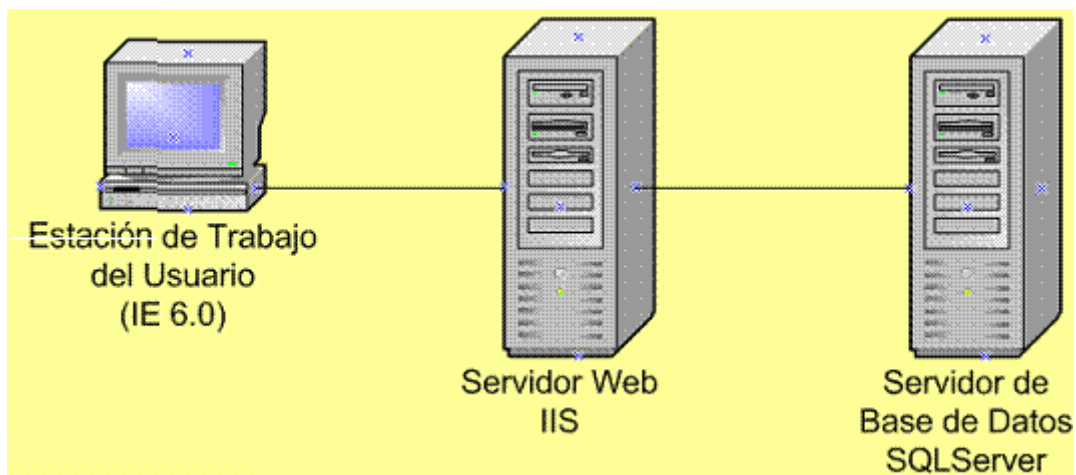 Estación de Trabajo
del Usuario
(IE 6.0)
Servidor Web
IIS
Servidor de
Base de Datos
SQLServer